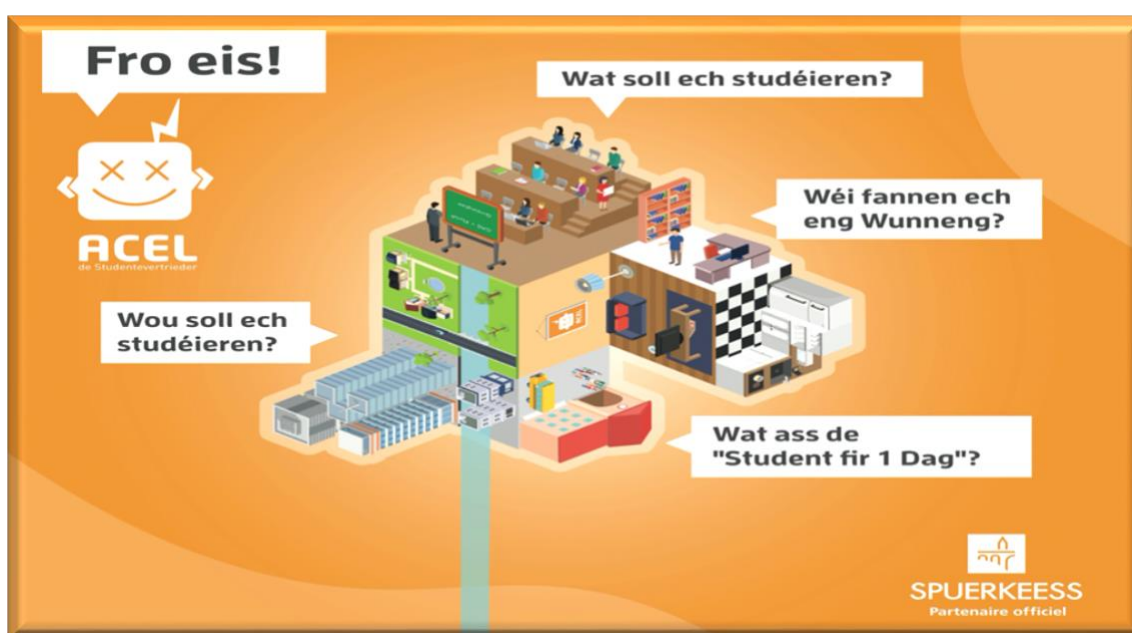 Fro eis!
Wat soll ech studéieren?
Wéi fannen ech
eng Wunneng?
ACEL
de Studentevertrieder
Wou soll ech
studéieren?
ACEL
Wat ass de
"Student fir 1 Dag"?
SPUERKEESS
Partenaire officiel